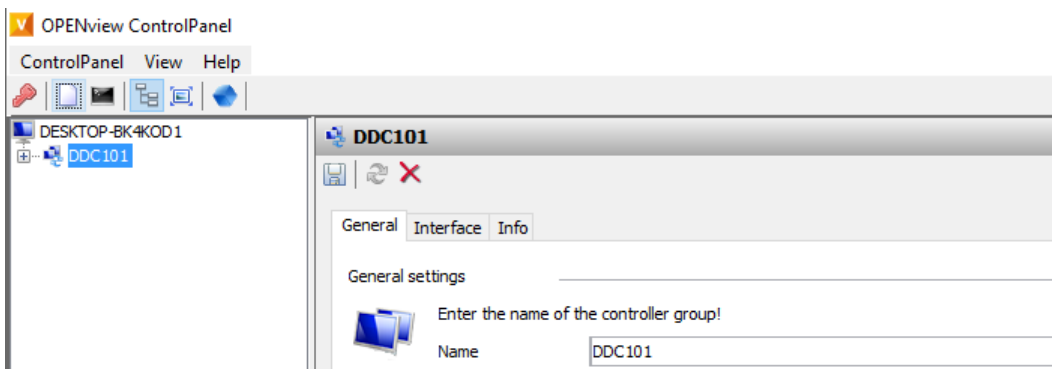 OPENview ControlPanel
ControlPanel View Help
DESKTOP-BK4KOD1
DDC101
DDC101
General Interface Info
General settings
Enter the name of the controller group!
Name DDC101